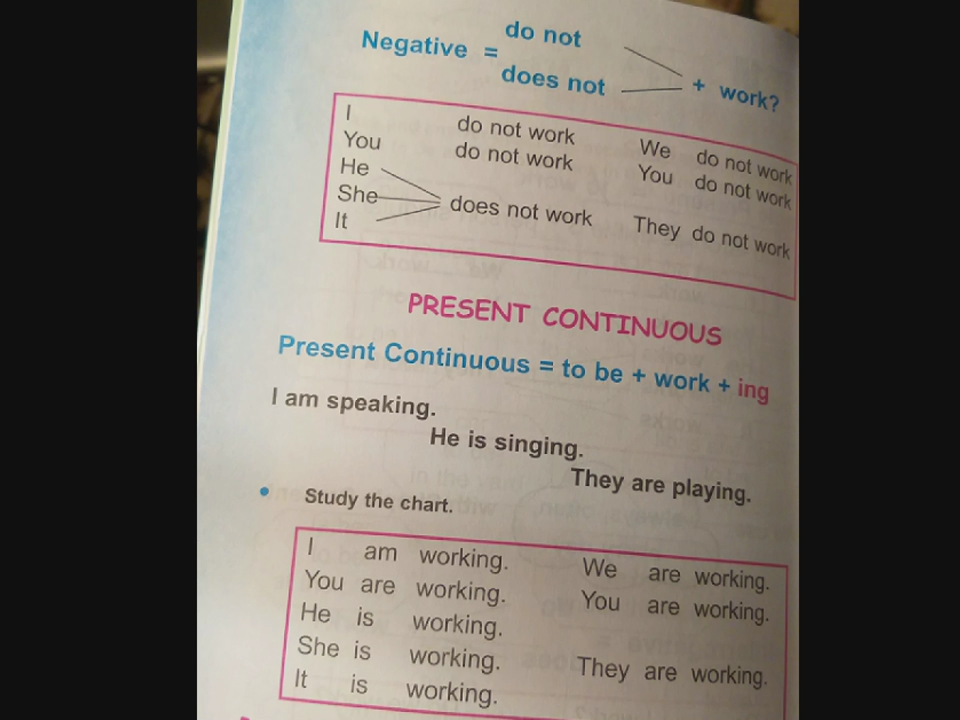 do not
Negative =
does not
+ work?
I do not work We do not work
You do not work You do not work
He
She does not work They do not work
It
PRESENT CONTINUOUS
Present Continuous = to be + work + ing
I am speaking.
He is singing.
They are playing.
• Study the chart.
I am working. We are working.
You are working. You are working.
He is working.
She is working. They are working.
It is working.